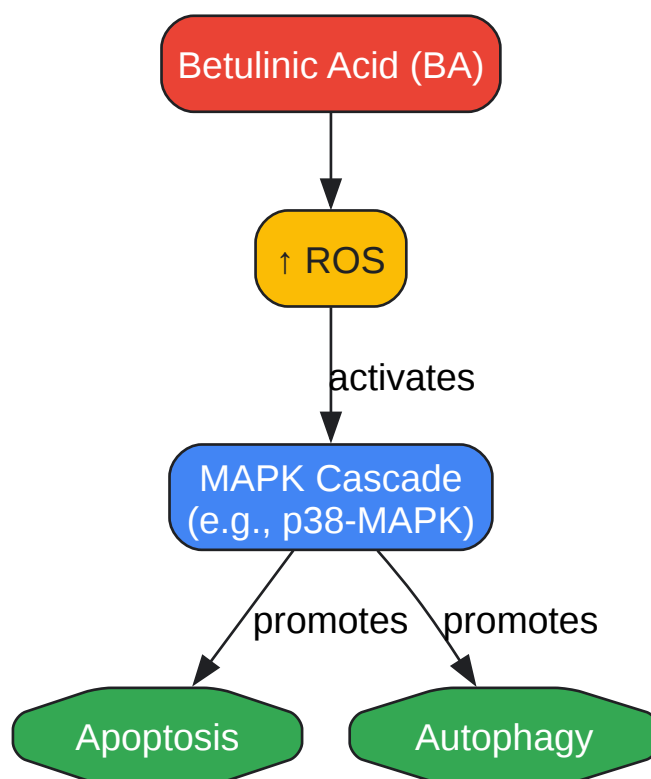 Betulinic Acid (BA)
↑ ROS
activates
MAPK Cascade
(e.g., p38-MAPK)
promotes
promotes
Apoptosis
Autophagy